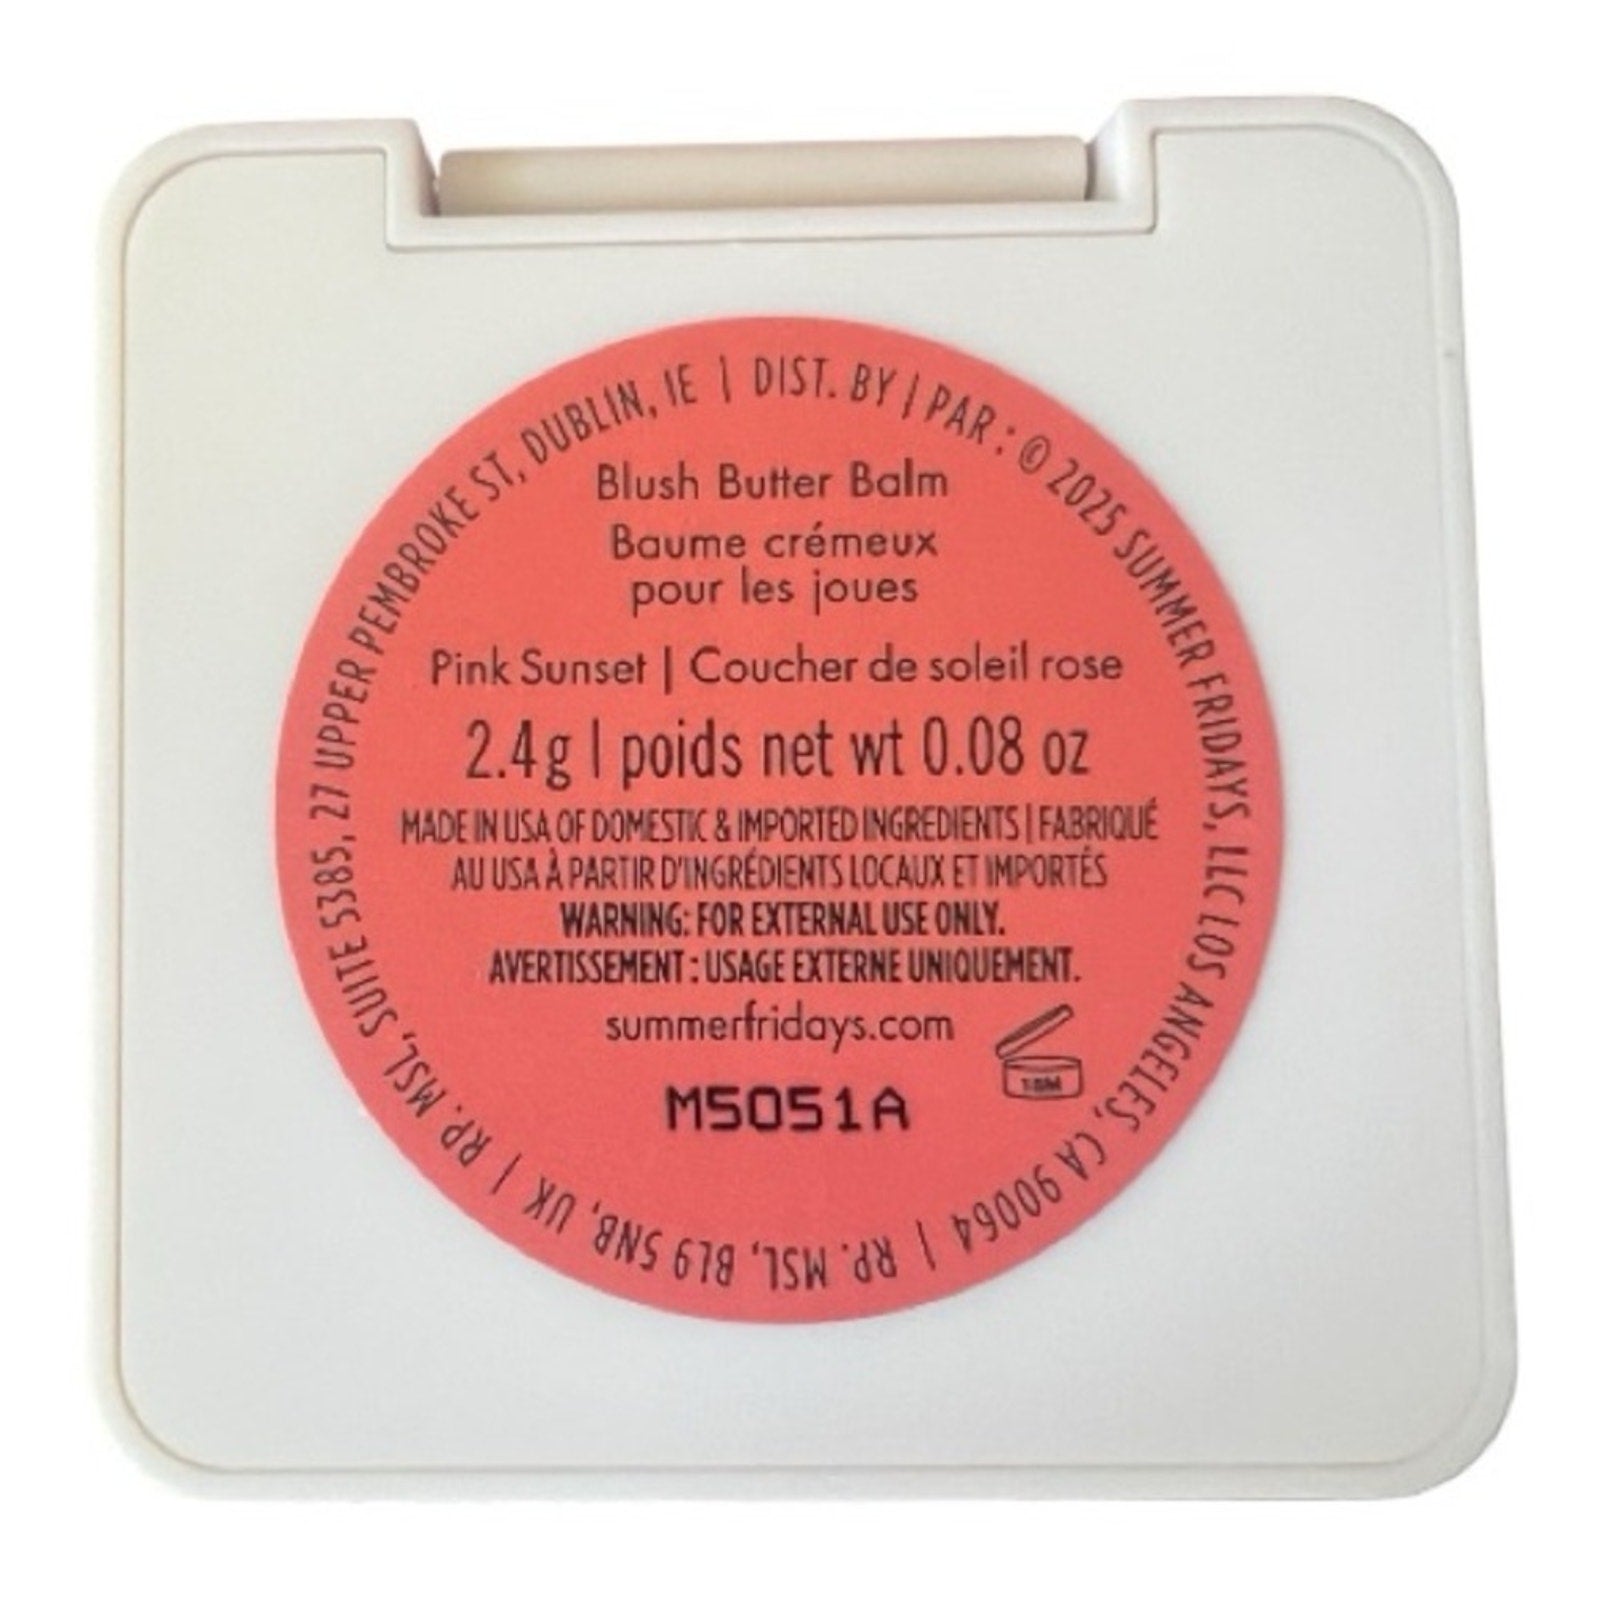 DIST. BY | PAR : © 2025 SUMMER FRIDAYS, LLC LOS ANGELES, CA 90064 | RP. MSL, BL9 5NB, UK | RP. MSL, SUITE 5385, 27 UPPER PEMBROKE ST, DUBLIN, IE |
Blush Butter Balm
Baume crémeux
pour les joues
Pink Sunset | Coucher de soleil rose
2.4g | poids net wt 0.08 oz
MADE IN USA OF DOMESTIC & IMPORTED INGREDIENTS | FABRIQUÉ
AU USA À PARTIR D'INGRÉDIENTS LOCAUX ET IMPORTÉS
WARNING: FOR EXTERNAL USE ONLY.
AVERTISSEMENT : USAGE EXTERNE UNIQUEMENT.
summerfridays.com
M5051A